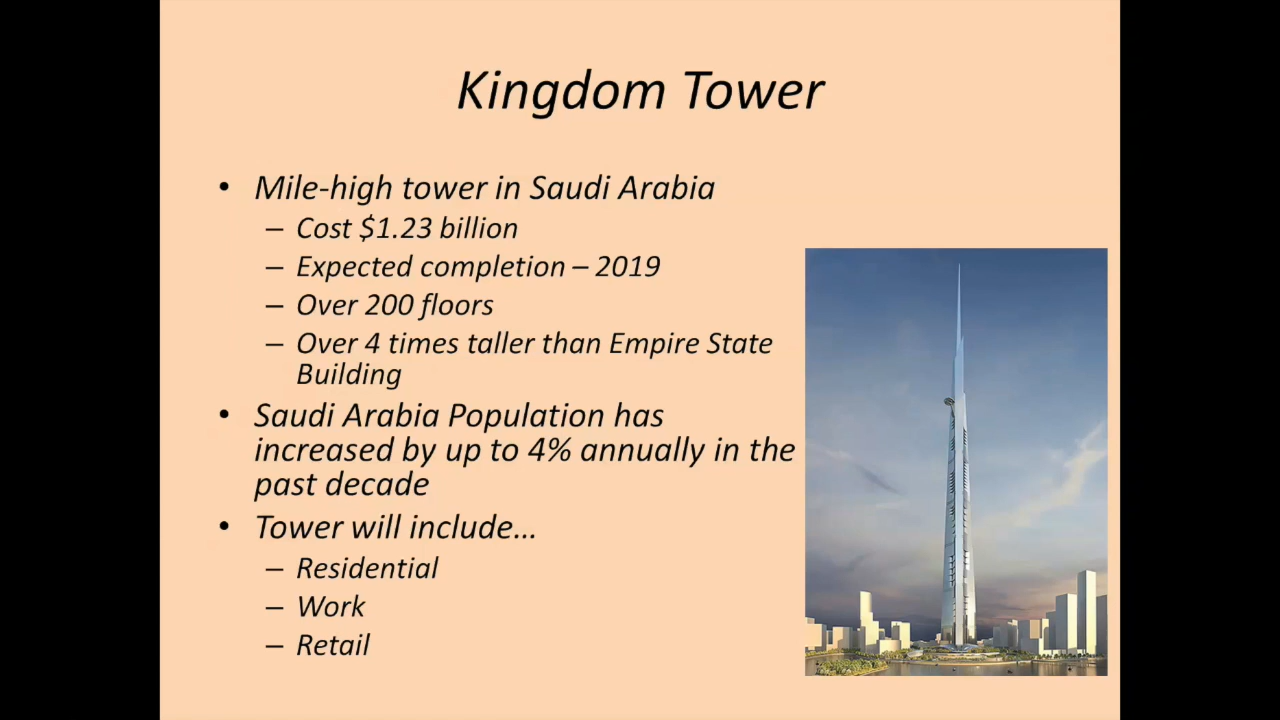 Kingdom Tower
• Mile-high tower in Saudi Arabia
– Cost $1.23 billion
– Expected completion – 2019
– Over 200 floors
– Over 4 times taller than Empire State
Building
• Saudi Arabia Population has
increased by up to 4% annually in the
past decade
• Tower will include…
– Residential
– Work
– Retail